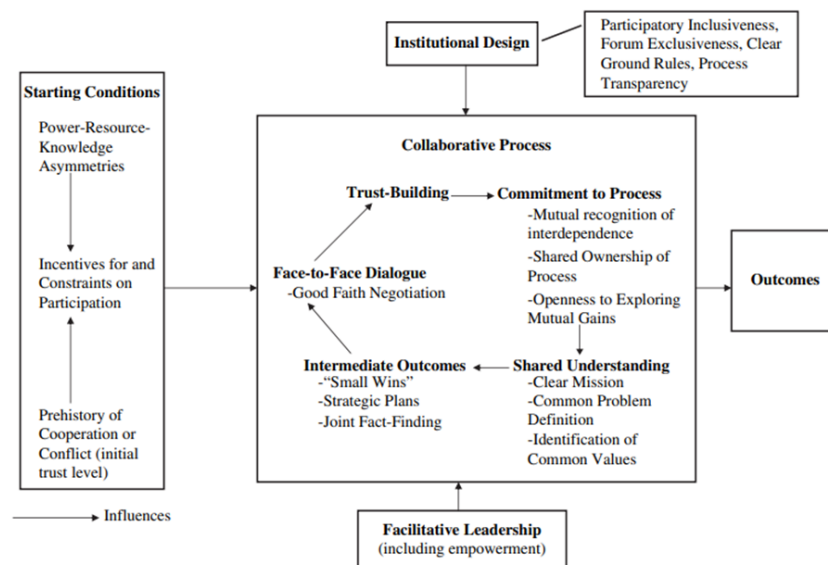 Institutional Design
Participatory Inclusiveness,
Forum Exclusiveness, Clear
Ground Rules, Process
Transparency
Starting Conditions
Power-Resource-
Knowledge
Asymmetries
Incentives for and
Constraints on
Participation
Prehistory of
Cooperation or
Conflict (initial
trust level)
Influences
Collaborative Process
Trust-Building
Commitment to Process
-Mutual recognition of
interdependence
-Shared Ownership of
Process
-Openness to Exploring
Mutual Gains
Face-to-Face Dialogue
-Good Faith Negotiation
Intermediate Outcomes
-“Small Wins”
-Strategic Plans
-Joint Fact-Finding
Shared Understanding
-Clear Mission
-Common Problem
Definition
-Identification of
Common Values
Outcomes
Facilitative Leadership
(including empowerment)